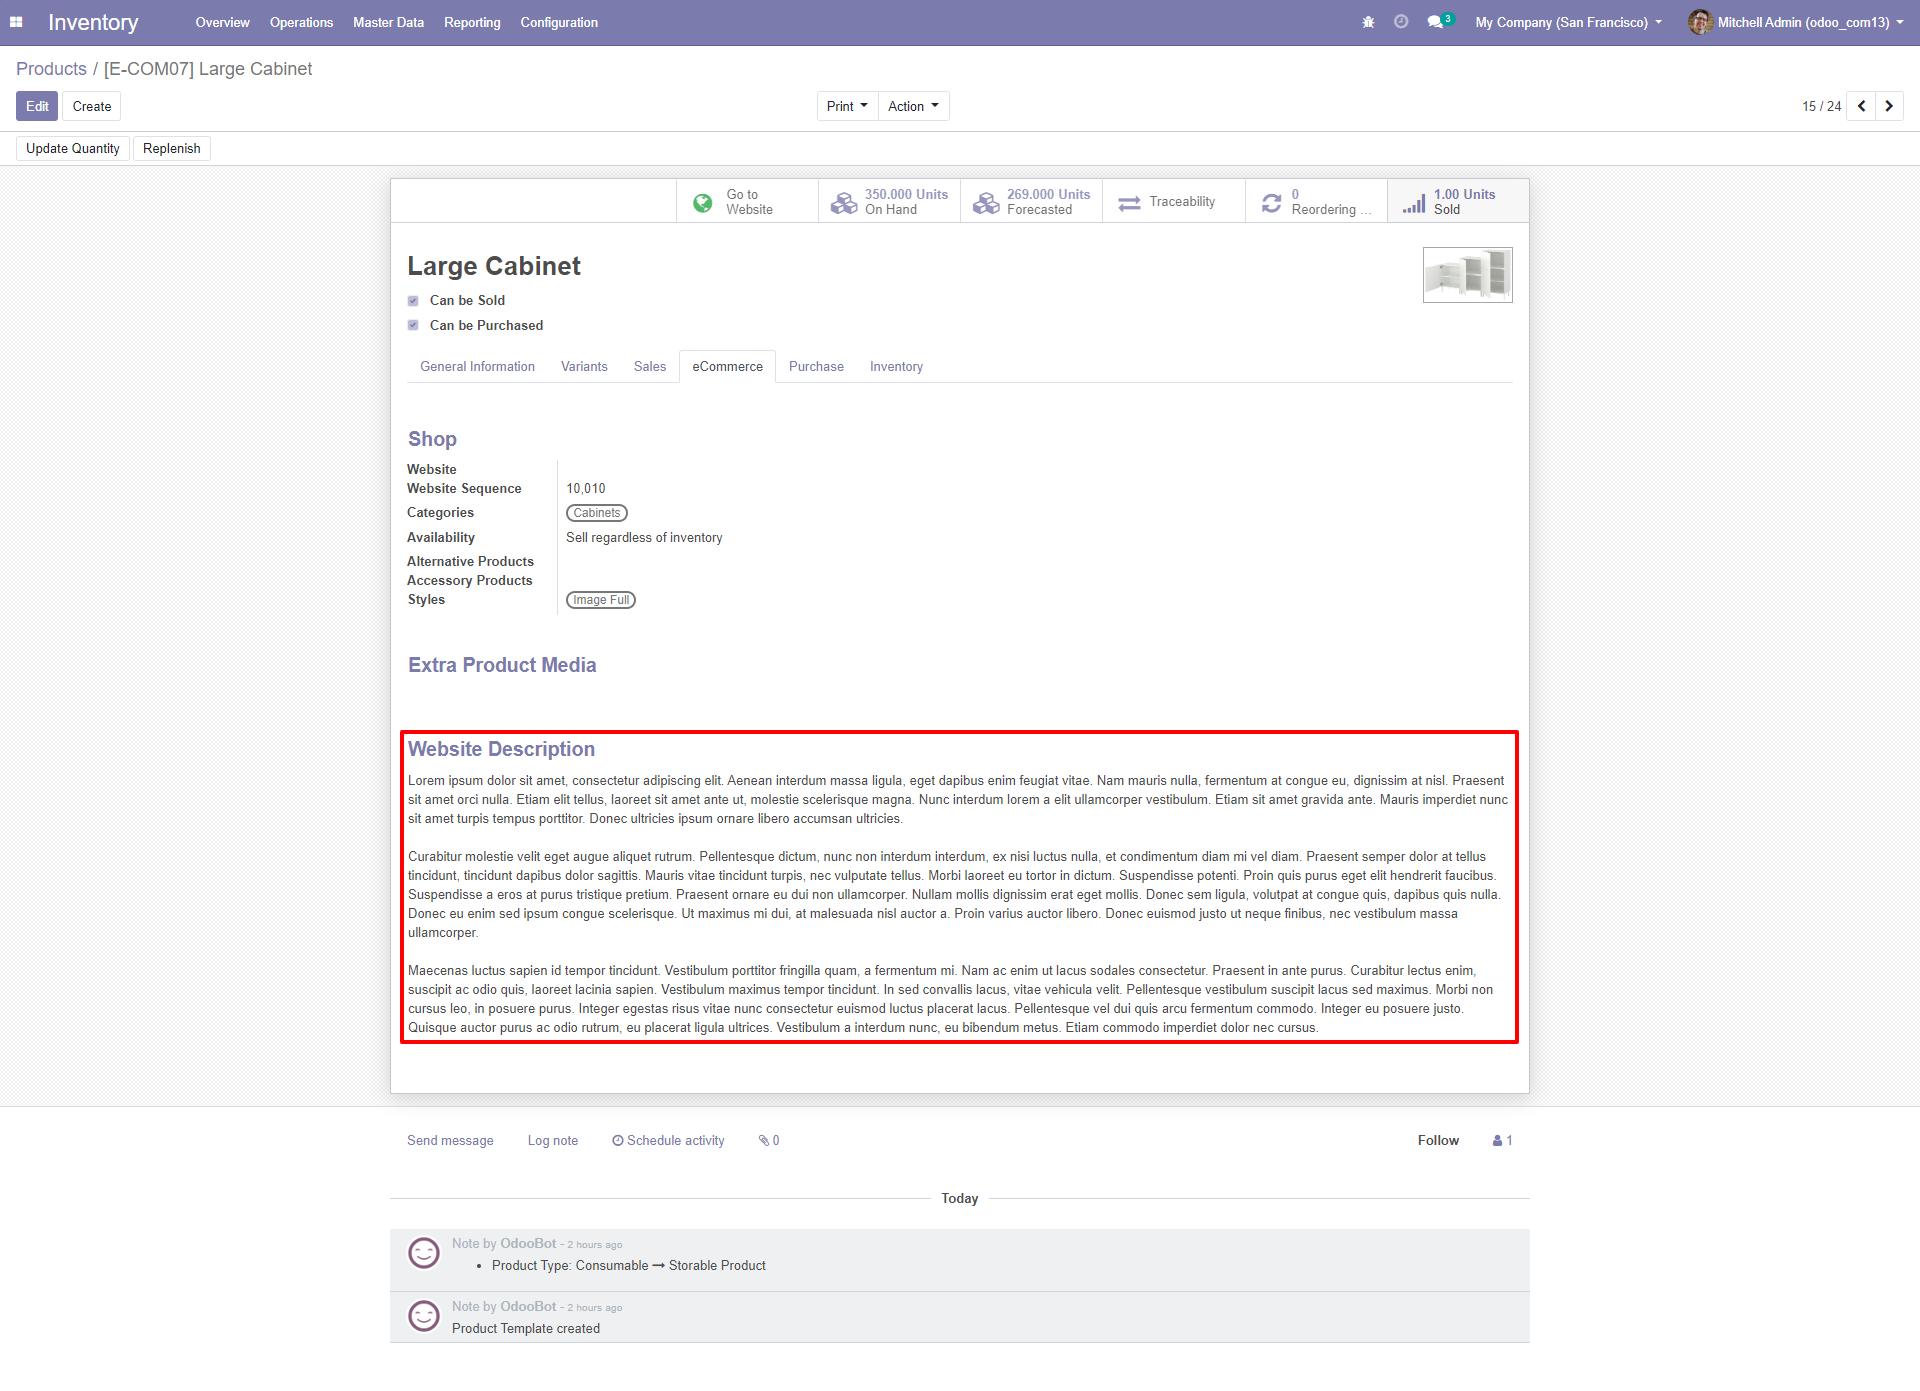 Inventory Overview Operations Master Data Reporting Configuration 3 My Company (San Francisco) Mitchell Admin (odoo_com13)
Products / [E-COM07] Large Cabinet
Edit Create Print Action 15 / 24
Update Quantity Replenish
Go to Website 350.000 Units On Hand 269.000 Units Forecasted Traceability 0 Reordering ... 1.00 Units Sold
Large Cabinet
Can be Sold
Can be Purchased
General Information Variants Sales eCommerce Purchase Inventory
Shop
Website
Website Sequence 10,010
Categories Cabinets
Availability Sell regardless of inventory
Alternative Products
Accessory Products
Styles Image Full
Extra Product Media
Website Description
Lorem ipsum dolor sit amet, consectetur adipiscing elit. Aenean interdum massa ligula, eget dapibus enim feugiat vitae. Nam mauris nulla, fermentum at congue eu, dignissim at nisl. Praesent
sit amet orci nulla. Etiam elit tellus, laoreet sit amet ante ut, molestie scelerisque magna. Nunc interdum lorem a elit ullamcorper vestibulum. Etiam sit amet gravida ante. Mauris imperdiet nunc
sit amet turpis tempus porttitor. Donec ultricies ipsum ornare libero accumsan ultricies.
Curabitur molestie velit eget augue aliquet rutrum. Pellentesque dictum, nunc non interdum interdum, ex nisi luctus nulla, et condimentum diam mi vel diam. Praesent semper dolor at tellus
tincidunt, tincidunt dapibus dolor sagittis. Mauris vitae tincidunt turpis, nec vulputate tellus. Morbi laoreet eu tortor in dictum. Suspendisse potenti. Proin quis purus eget elit hendrerit faucibus.
Suspendisse a eros at purus tristique pretium. Praesent ornare eu dui non ullamcorper. Nullam mollis dignissim erat eget mollis. Donec sem ligula, volutpat at congue quis, dapibus quis nulla.
Donec eu enim sed ipsum congue scelerisque. Ut maximus mi dui, at malesuada nisl auctor a. Proin varius auctor libero. Donec euismod justo ut neque finibus, nec vestibulum massa
ullamcorper.
Maecenas luctus sapien id tempor tincidunt. Vestibulum porttitor fringilla quam, a fermentum mi. Nam ac enim ut lacus sodales consectetur. Praesent in ante purus. Curabitur lectus enim,
suscipit ac odio quis, laoreet lacinia sapien. Vestibulum maximus tempor tincidunt. In sed convallis lacus, vitae vehicula velit. Pellentesque vestibulum suscipit lacus sed maximus. Morbi non
cursus leo, in posuere purus. Integer egestas risus vitae nunc consectetur euismod luctus placerat lacus. Pellentesque vel dui quis arcu fermentum commodo. Integer eu posuere justo.
Quisque auctor purus ac odio rutrum, eu placerat ligula ultrices. Vestibulum a interdum nunc, eu bibendum metus. Etiam commodo imperdiet dolor nec cursus.
Send message Log note Schedule activity 0 Follow 1
Today
Note by OdooBot - 2 hours ago
• Product Type: Consumable → Storable Product
Note by OdooBot - 2 hours ago
Product Template created